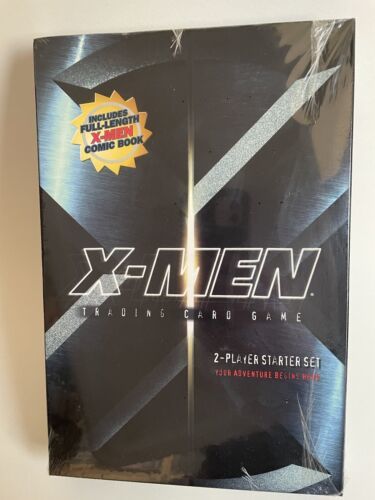 INCLUDES
FULL-LENGTH
X-MEN
COMIC BOOK
X-MEN
TRADING CARD GAME
2-PLAYER STARTER SET
YOUR ADVENTURE BEGINS HERE